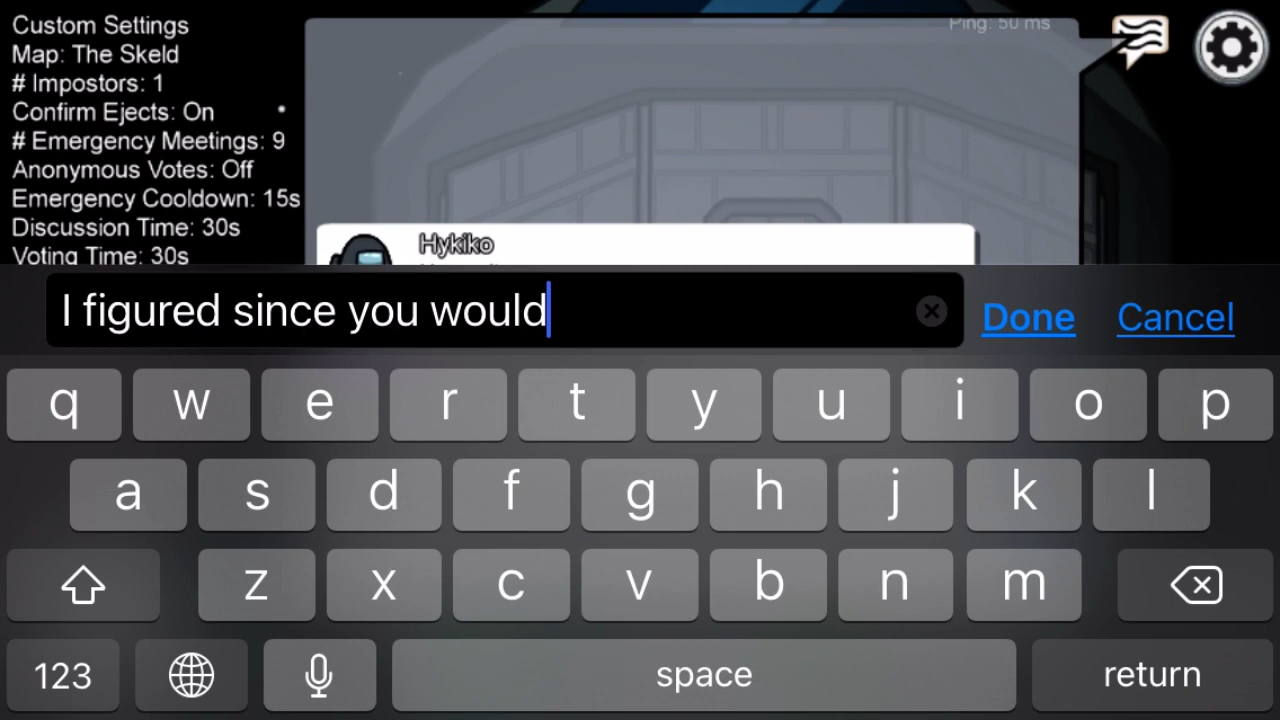 Custom Settings
Map: The Skeld
# Impostors: 1
Confirm Ejects: On
# Emergency Meetings: 9
Anonymous Votes: Off
Emergency Cooldown: 15s
Discussion Time: 30s
Voting Time: 30s
Ping: 50 ms
Hykiko
I figured since you would
Done Cancel
q w e r t y u i o p
a s d f g h j k l
z x c v b n m
123 space return